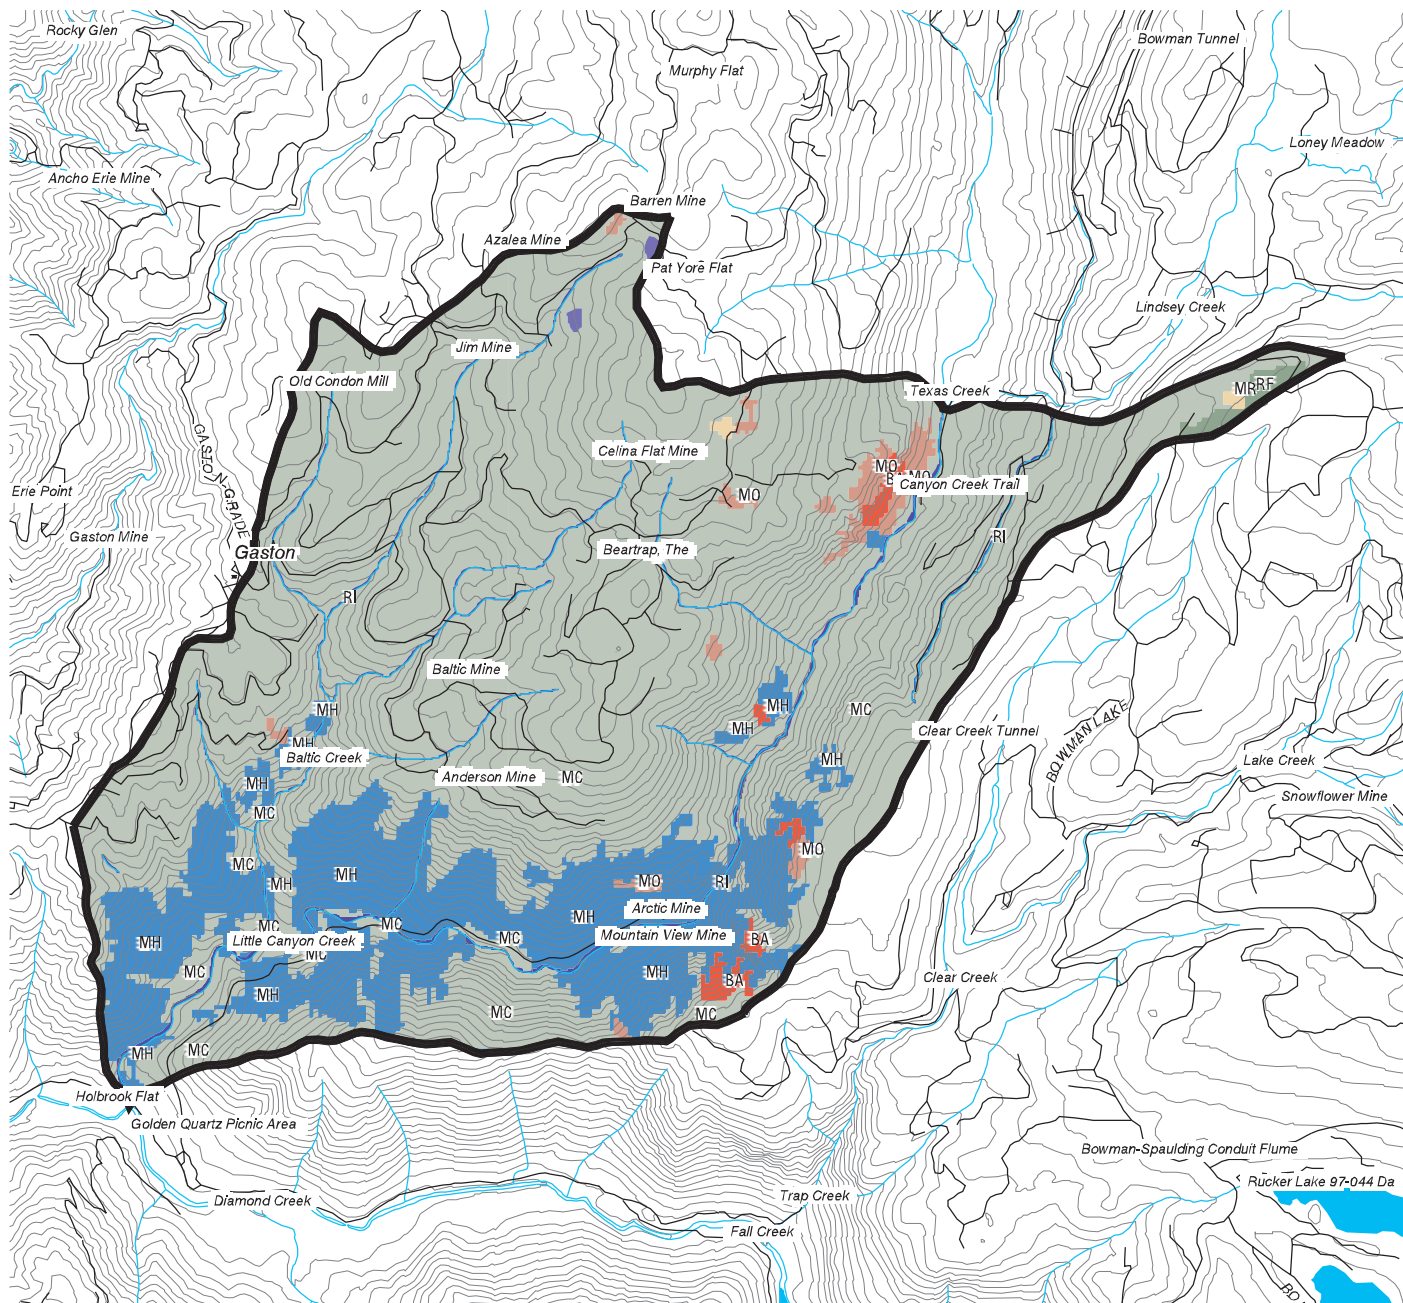 Rocky Glen
Bowman Tunnel
Murphy Flat
Loney Meadow
Ancho Erie Mine
Barren Mine
Azalea Mine
Pat Yore Flat
Lindsey Creek
Jim Mine
Old Condon Mill
Texas Creek
MR
RF
GASTON GRADE
Celina Flat Mine
MO
MO
Canyon Creek Trail
Erie Point
MO
Gaston Mine
RI
Gaston
Beartrap, The
RI
Baltic Mine
MH
MH
MC
BOWMAN LAKE
MH
Clear Creek Tunnel
MH
Baltic Creek
MH
Lake Creek
MH
Anderson Mine
MC
Snowflower Mine
MC
MO
MC
MH
MH
MO
RI
Arctic Mine
MH
MC
MC
Little Canyon Creek
MH
MC
Mountain View Mine
BA
MC
MC
MH
BA
Clear Creek
MH
MC
MC
MH
MC
Holbrook Flat
Golden Quartz Picnic Area
Bowman-Spaulding Conduit Flume
Rucker Lake 97-044 Da
Diamond Creek
Trap Creek
Fall Creek
BO